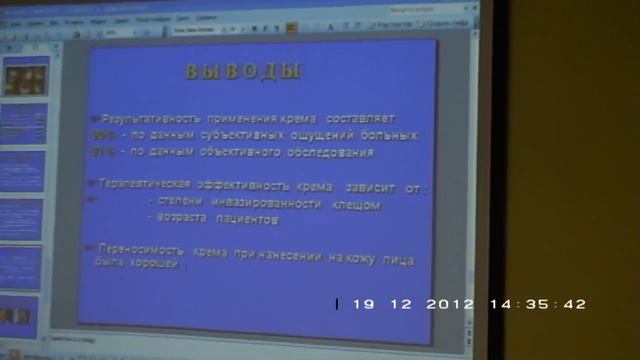 ВЫВОДЫ
Результативность применения крема составляет
- по данным субъективных ощущений больных
- по данным объективного обследования
Терапевтическая эффективность крема зависит от :
- степени инвазированности клещом
- возраста пациентов
Переносимость крема при нанесении на кожу лица
была хорошей
19 12 2012 14:35:42